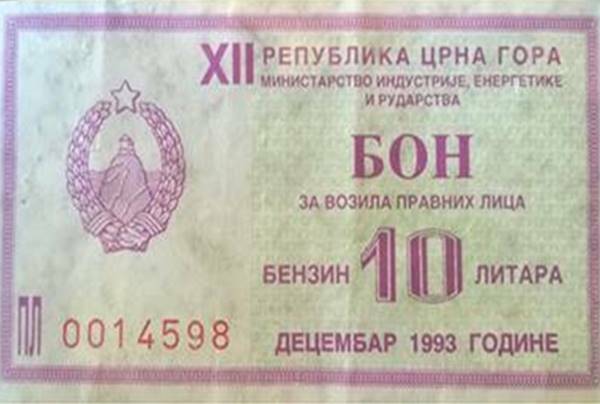 XII РЕПУБЛИКА ЦРНА ГОРА
МИНИСТАРСТВО ИНДУСТРИЈЕ, ЕНЕРГЕТИКЕ
И РУДАРСТВА
БОН
ЗА ВОЗИЛА ПРАВНИХ ЛИЦА
БЕНЗИН 10 ЛИТАРА
ПЛ 0014598
ДЕЦЕМБАР 1993 ГОДИНЕ